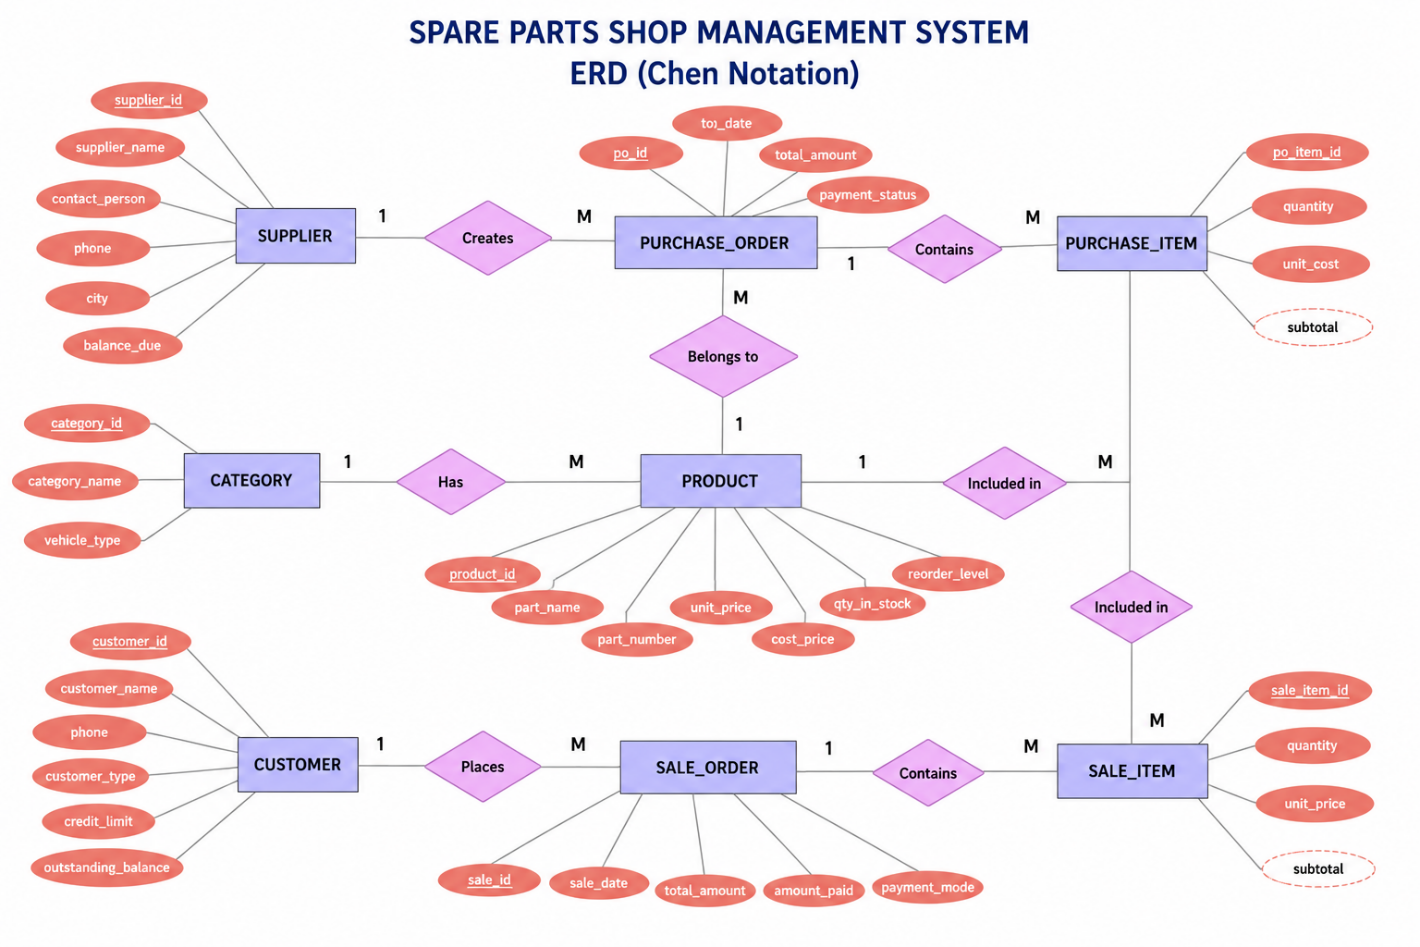 SPARE PARTS SHOP MANAGEMENT SYSTEM
ERD (Chen Notation)
supplier_id
supplier_name
contact_person
phone
city
balance_due
SUPPLIER
1
Creates
M
po_id
total_amount
payment_status
PURCHASE_ORDER
1
Contains
M
PURCHASE_ITEM
po_item_id
quantity
unit_cost
subtotal
M
Belongs to
1
category_id
category_name
vehicle_type
CATEGORY
1
Has
M
PRODUCT
1
Included in
M
product_id
part_name
part_number
unit_price
cost_price
qty_in_stock
reorder_level
Included in
M
customer_id
customer_name
phone
customer_type
credit_limit
outstanding_balance
CUSTOMER
1
Places
M
SALE_ORDER
1
Contains
M
SALE_ITEM
sale_item_id
quantity
unit_price
subtotal
sale_id
sale_date
total_amount
amount_paid
payment_mode